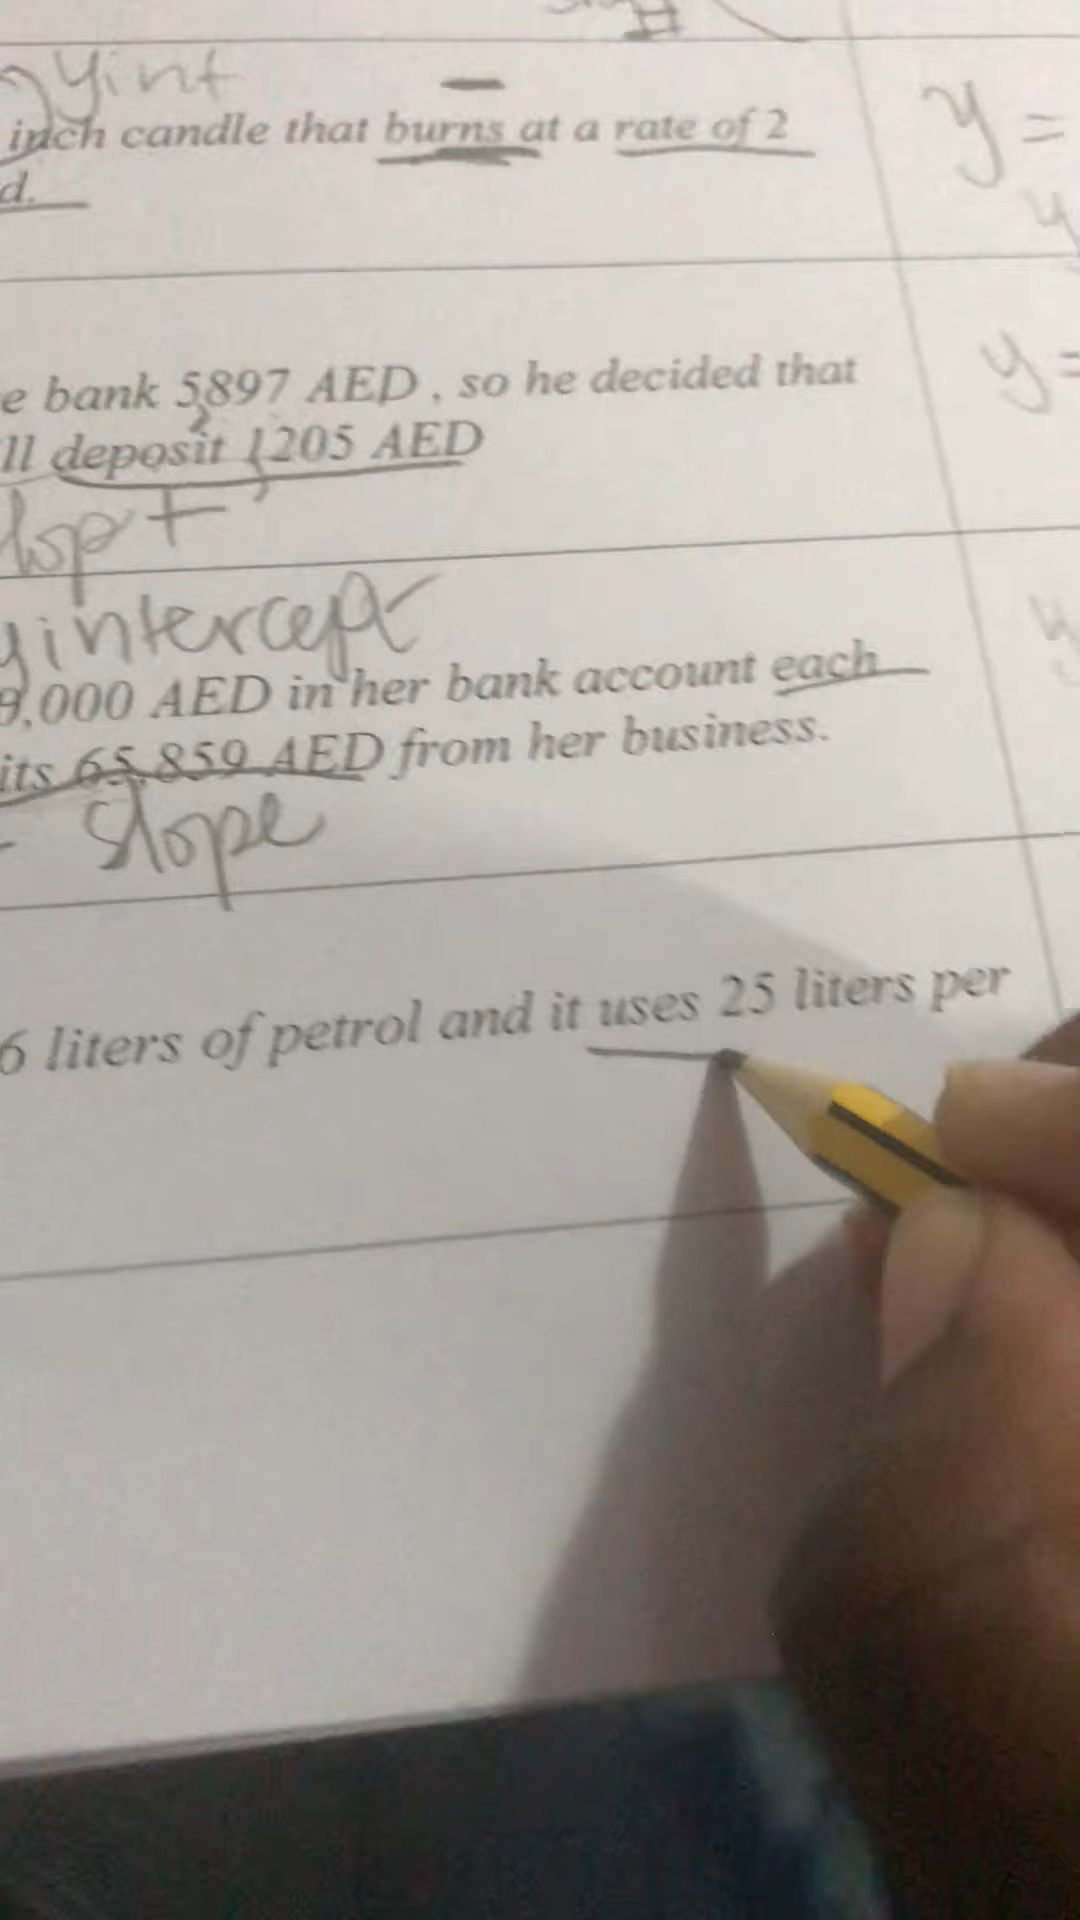 yint
inch candle that burns at a rate of 2
d.
y =
y
e bank 5897 AED, so he decided that
ll deposit 1205 AED
y =
slop +
y intercept
9,000 AED in her bank account each
its 65,859 AED from her business.
y
- slope
6 liters of petrol and it uses 25 liters per